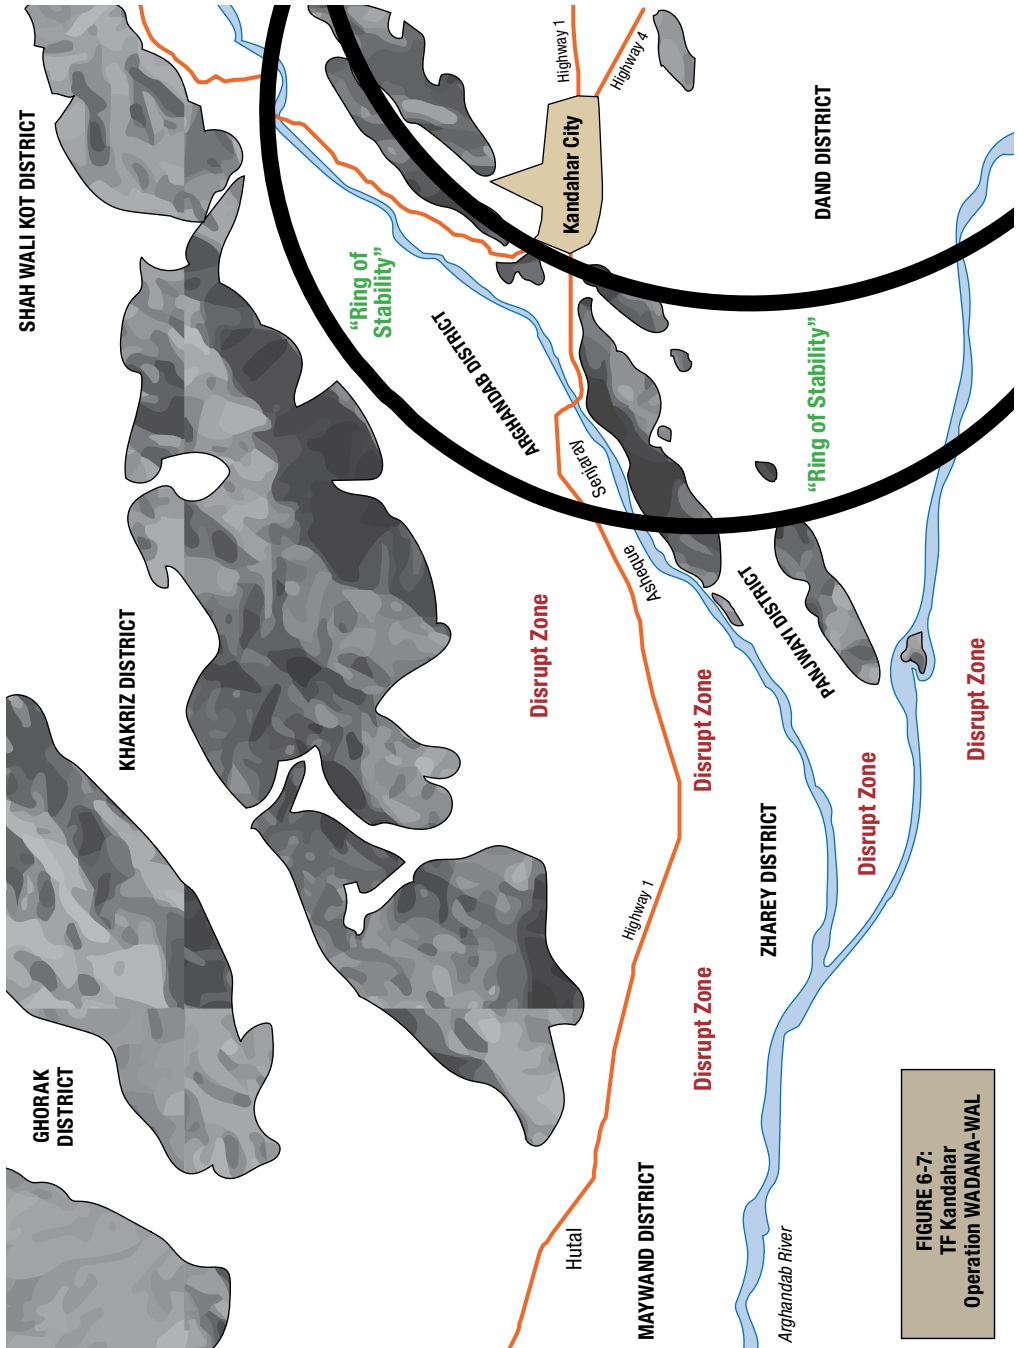 SHAH WALI KOT DISTRICT
GHORAK
DISTRICT
KHAKRIZ DISTRICT
“Ring of
Stability”
ARGHANDAB DISTRICT
Disrupt Zone
Highway 1
Kandahar City
Hutal
Senjaray
Highway 4
Highway 1
Asheque
MAYWAND DISTRICT
Disrupt Zone
Disrupt Zone
ZHAREY DISTRICT
PANJWAYI DISTRICT
Arghandab River
“Ring of Stability”
DAND DISTRICT
Disrupt Zone
FIGURE 6-7:
TF Kandahar
Operation WADANA-WAL
Disrupt Zone